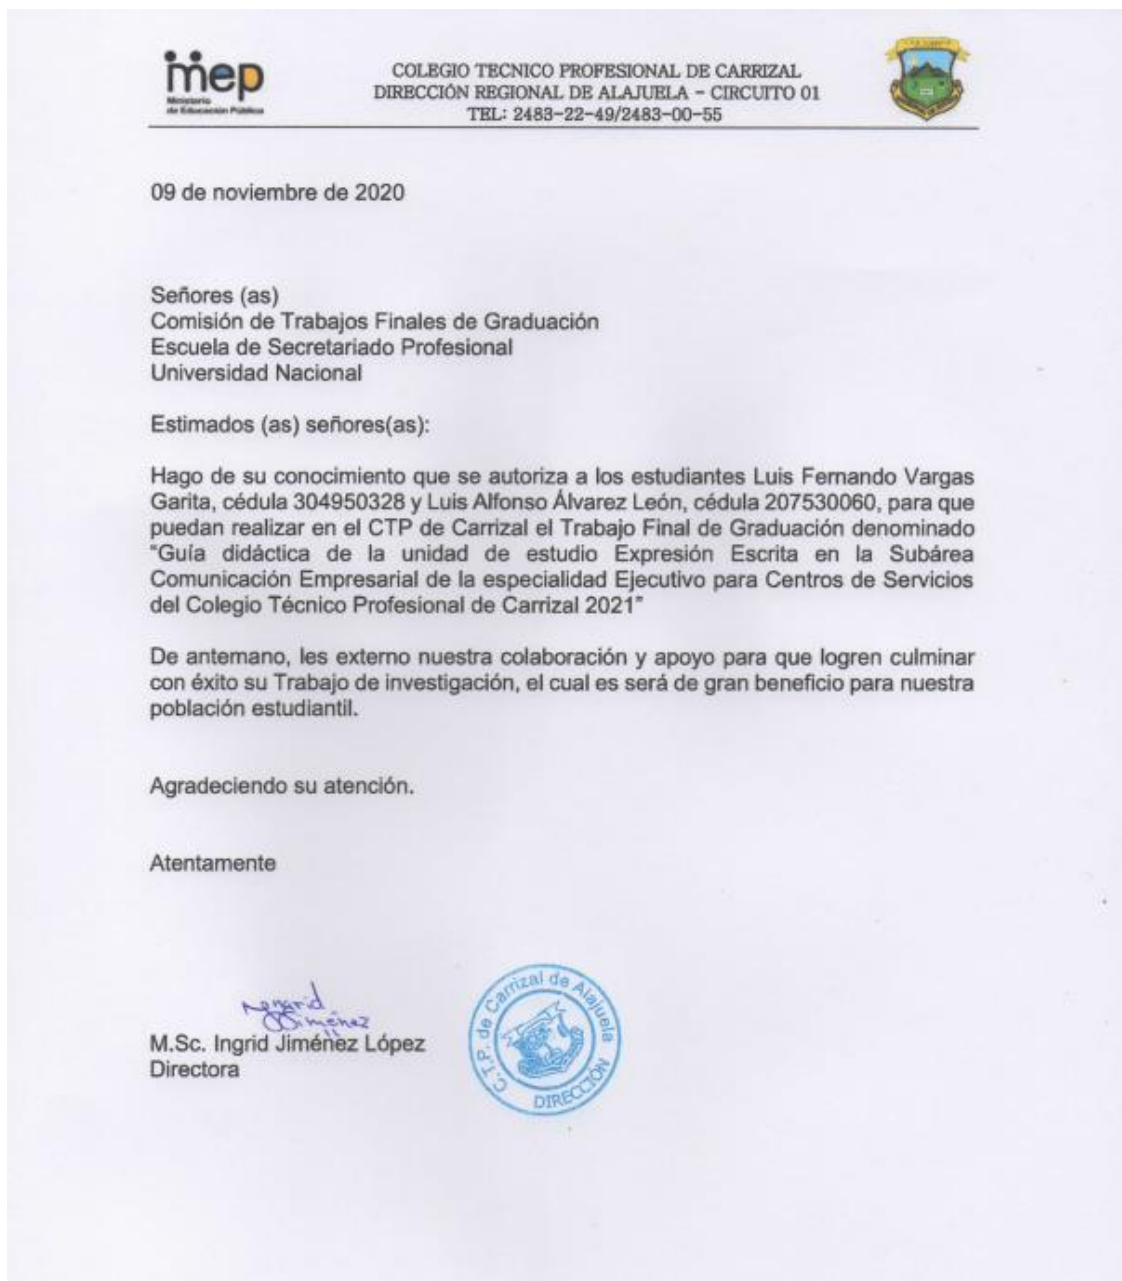 mep
Ministerio
de Educación Pública
COLEGIO TECNICO PROFESIONAL DE CARRIZAL
DIRECCIÓN REGIONAL DE ALAJUELA - CIRCUITO 01
TEL: 2483-22-49/2483-00-55
09 de noviembre de 2020
Señores (as)
Comisión de Trabajos Finales de Graduación
Escuela de Secretariado Profesional
Universidad Nacional
Estimados (as) señores(as):
Hago de su conocimiento que se autoriza a los estudiantes Luis Fernando Vargas
Garita, cédula 304950328 y Luis Alfonso Álvarez León, cédula 207530060, para que
puedan realizar en el CTP de Carrizal el Trabajo Final de Graduación denominado
"Guía didáctica de la unidad de estudio Expresión Escrita en la Subárea
Comunicación Empresarial de la especialidad Ejecutivo para Centros de Servicios
del Colegio Técnico Profesional de Carrizal 2021"
De antemano, les externo nuestra colaboración y apoyo para que logren culminar
con éxito su Trabajo de investigación, el cual es será de gran beneficio para nuestra
población estudiantil.
Agradeciendo su atención.
Atentamente
Jiménez
M.Sc. Ingrid Jiménez López
Directora
C.T.P. de Carrizal de Alajuela
DIRECCIÓN